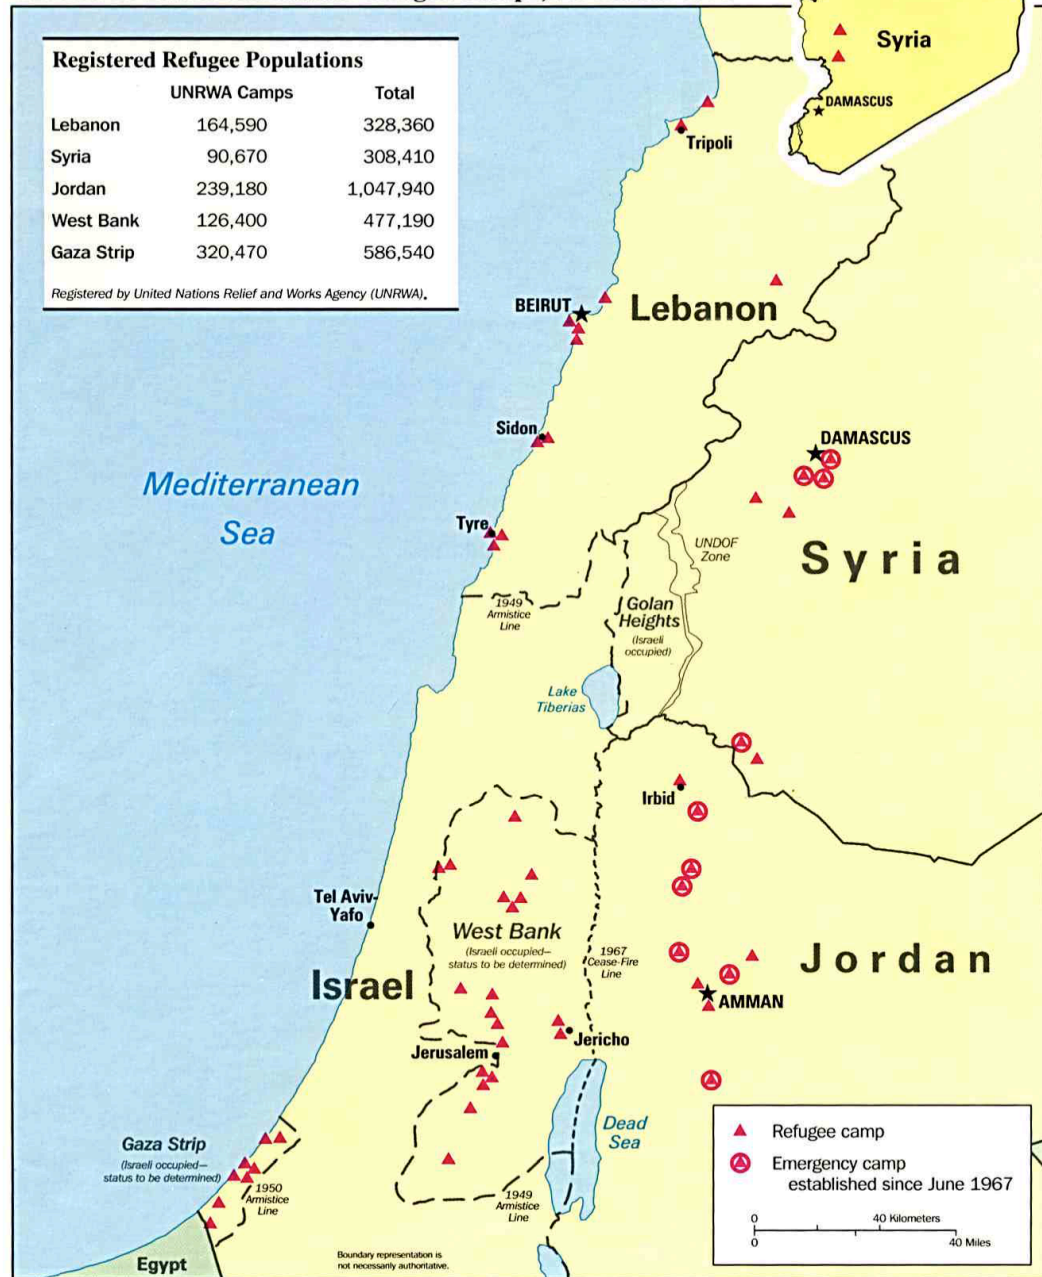 Registered Refugee Populations
UNRWA Camps Total
Lebanon 164,590 328,360
Syria 90,670 308,410
Jordan 239,180 1,047,940
West Bank 126,400 477,190
Gaza Strip 320,470 586,540
Registered by United Nations Relief and Works Agency (UNRWA).
Syria
DAMASCUS
Tripoli
BEIRUT
Lebanon
Sidon
DAMASCUS
Mediterranean
Sea
Tyre
UNDOF
Zone
Syria
1949
Armistice
Line
Golan
Heights
(Israeli
occupied)
Lake
Tiberias
Irbid
Tel Aviv-
Yafo
West Bank
(Israeli occupied—
status to be determined)
1967
Cease-Fire
Line
Jordan
Israel
AMMAN
Jerusalem
Jericho
Dead
Sea
Gaza Strip
(Israeli occupied—
status to be determined)
1950
Armistice
Line
1949
Armistice
Line
Egypt
Boundary representation is
not necessarily authoritative.
Refugee camp
Emergency camp
established since June 1967
0 40 Kilometers
0 40 Miles